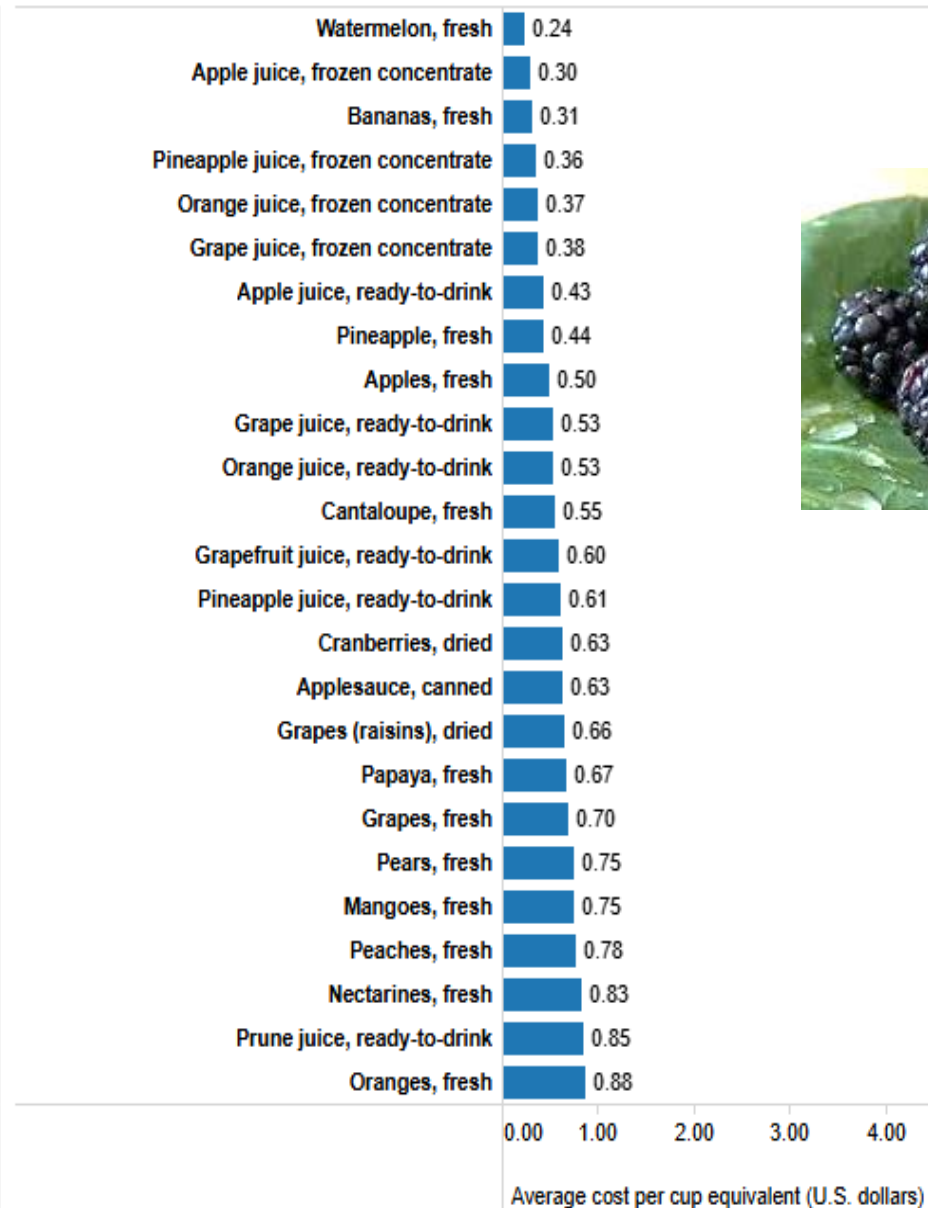 Watermelon, fresh 0.24
Apple juice, frozen concentrate 0.30
Bananas, fresh 0.31
Pineapple juice, frozen concentrate 0.36
Orange juice, frozen concentrate 0.37
Grape juice, frozen concentrate 0.38
Apple juice, ready-to-drink 0.43
Pineapple, fresh 0.44
Apples, fresh 0.50
Grape juice, ready-to-drink 0.53
Orange juice, ready-to-drink 0.53
Cantaloupe, fresh 0.55
Grapefruit juice, ready-to-drink 0.60
Pineapple juice, ready-to-drink 0.61
Cranberries, dried 0.63
Applesauce, canned 0.63
Grapes (raisins), dried 0.66
Papaya, fresh 0.67
Grapes, fresh 0.70
Pears, fresh 0.75
Mangoes, fresh 0.75
Peaches, fresh 0.78
Nectarines, fresh 0.83
Prune juice, ready-to-drink 0.85
Oranges, fresh 0.88
0.00 1.00 2.00 3.00 4.00
Average cost per cup equivalent (U.S. dollars)